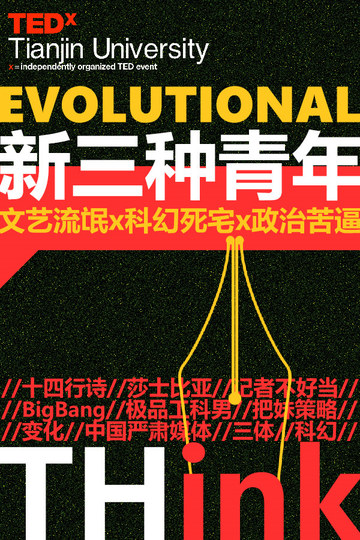 TEDx
Tianjin University
x = independently organized TED event
EVOLUTIONAL
新三种青年
文艺流氓x科幻死宅x政治苦逼
//十四行诗//莎士比亚//记者不好当//
//BigBang//极品工科男//把妹策略//
//变化//中国严肃媒体//三体//科幻//
THink